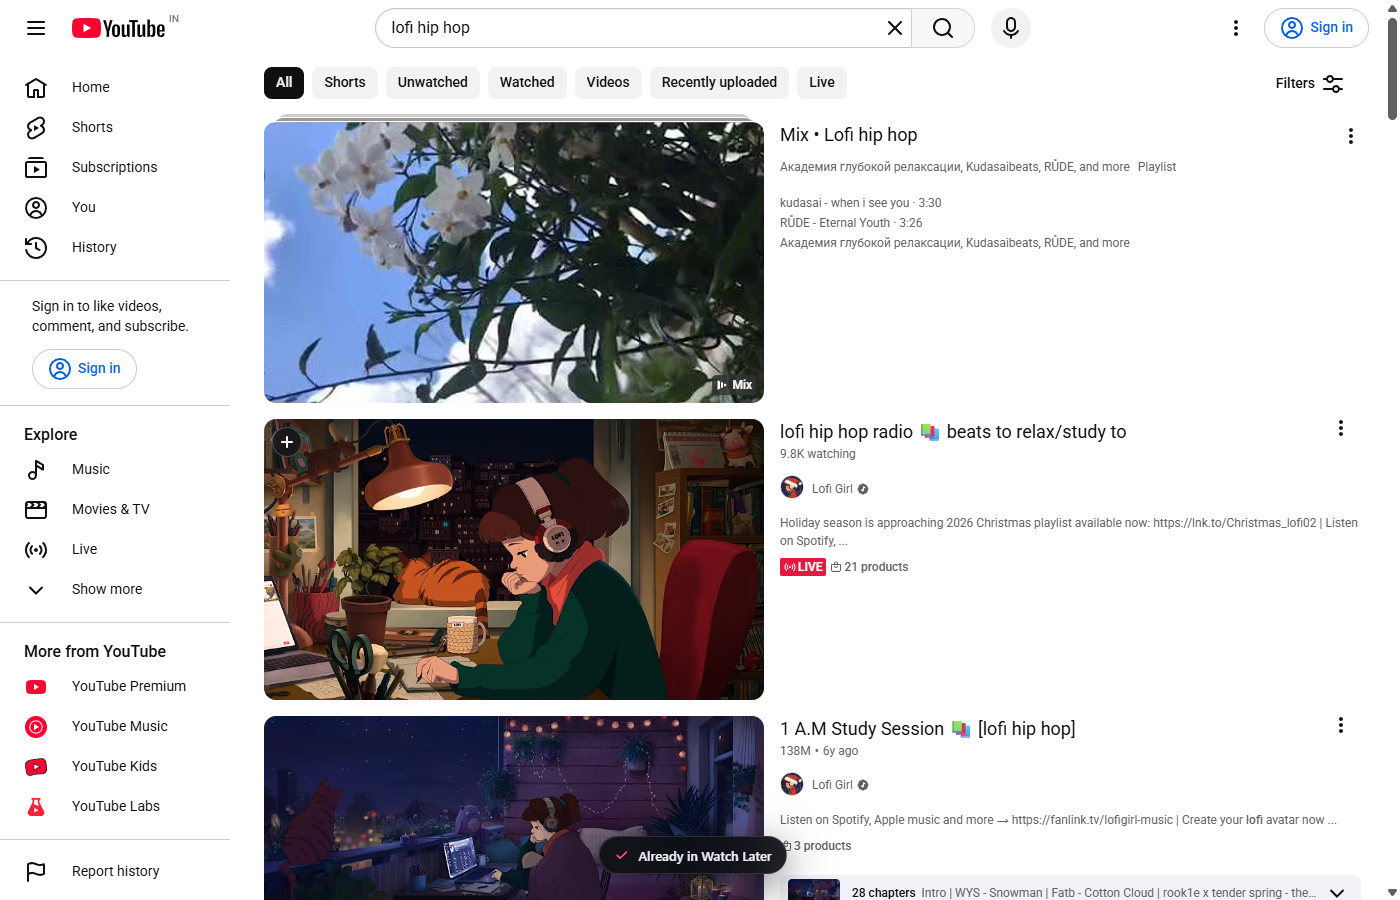 YouTube IN
lofi hip hop
Sign in
Home
Shorts
Subscriptions
You
History
Sign in to like videos,
comment, and subscribe.
Sign in
Explore
Music
Movies & TV
Live
Show more
More from YouTube
YouTube Premium
YouTube Music
YouTube Kids
YouTube Labs
Report history
All Shorts Unwatched Watched Videos Recently uploaded Live
Filters
Mix
Mix • Lofi hip hop
Академия глубокой релаксации, Kudasaibeats, RŮDE, and more Playlist
kudasai - when i see you · 3:30
RŮDE - Eternal Youth · 3:26
Академия глубокой релаксации, Kudasaibeats, RŮDE, and more
LOFI
LOFI
lofi hip hop radio 📚 beats to relax/study to
9.8K watching
Lofi Girl
Holiday season is approaching 2026 Christmas playlist available now: https://lnk.to/Christmas_lofi02 | Listen
on Spotify, ...
LIVE 21 products
1 A.M Study Session 📚 [lofi hip hop]
138M • 6y ago
Lofi Girl
Listen on Spotify, Apple music and more → https://fanlink.tv/lofigirl-music | Create your lofi avatar now ...
3 products
28 chapters Intro | WYS - Snowman | Fatb - Cotton Cloud | rook1e x tender spring - the...
Already in Watch Later